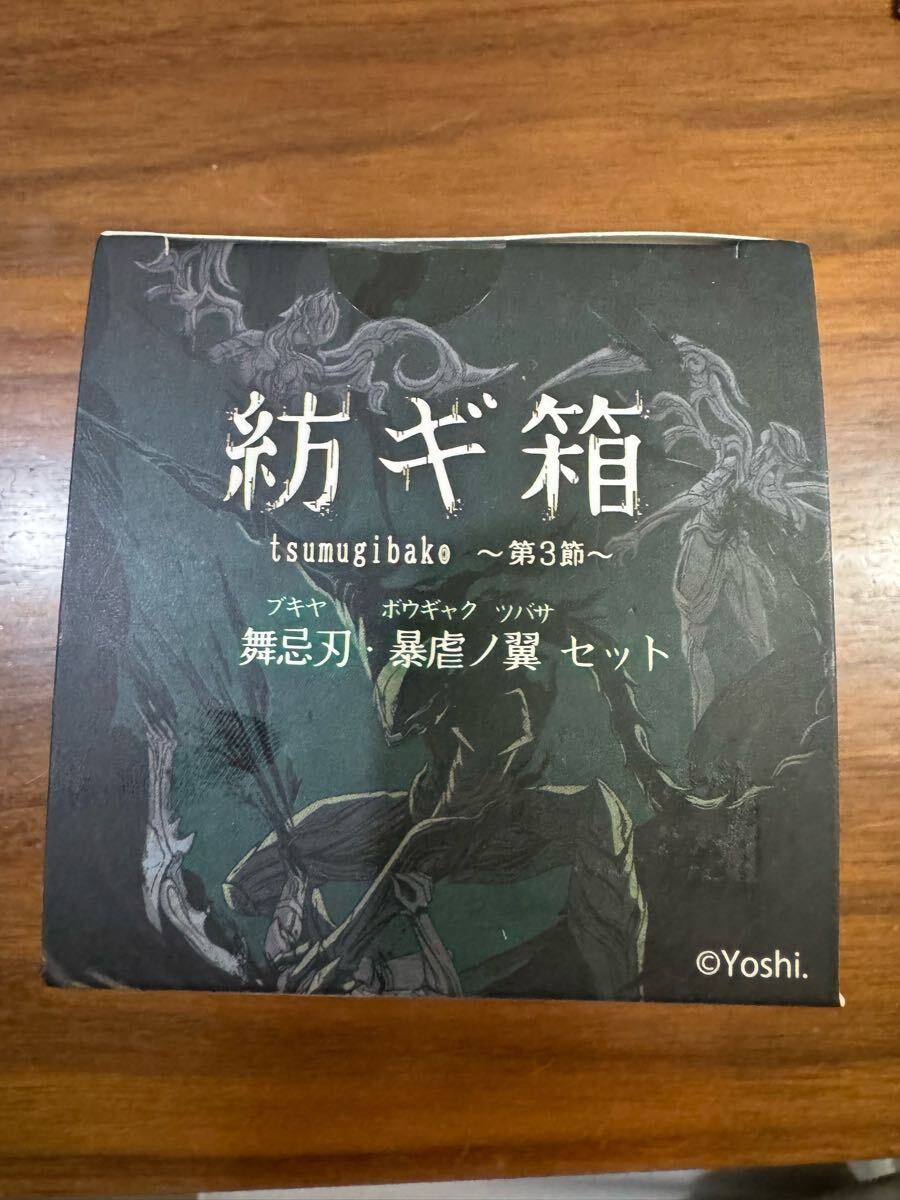 紡ギ箱
tsumugibako ～第3節～
ブキヤ ボウギャク ツバサ
舞忌刃・暴虐ノ翼 セット
©Yoshi.